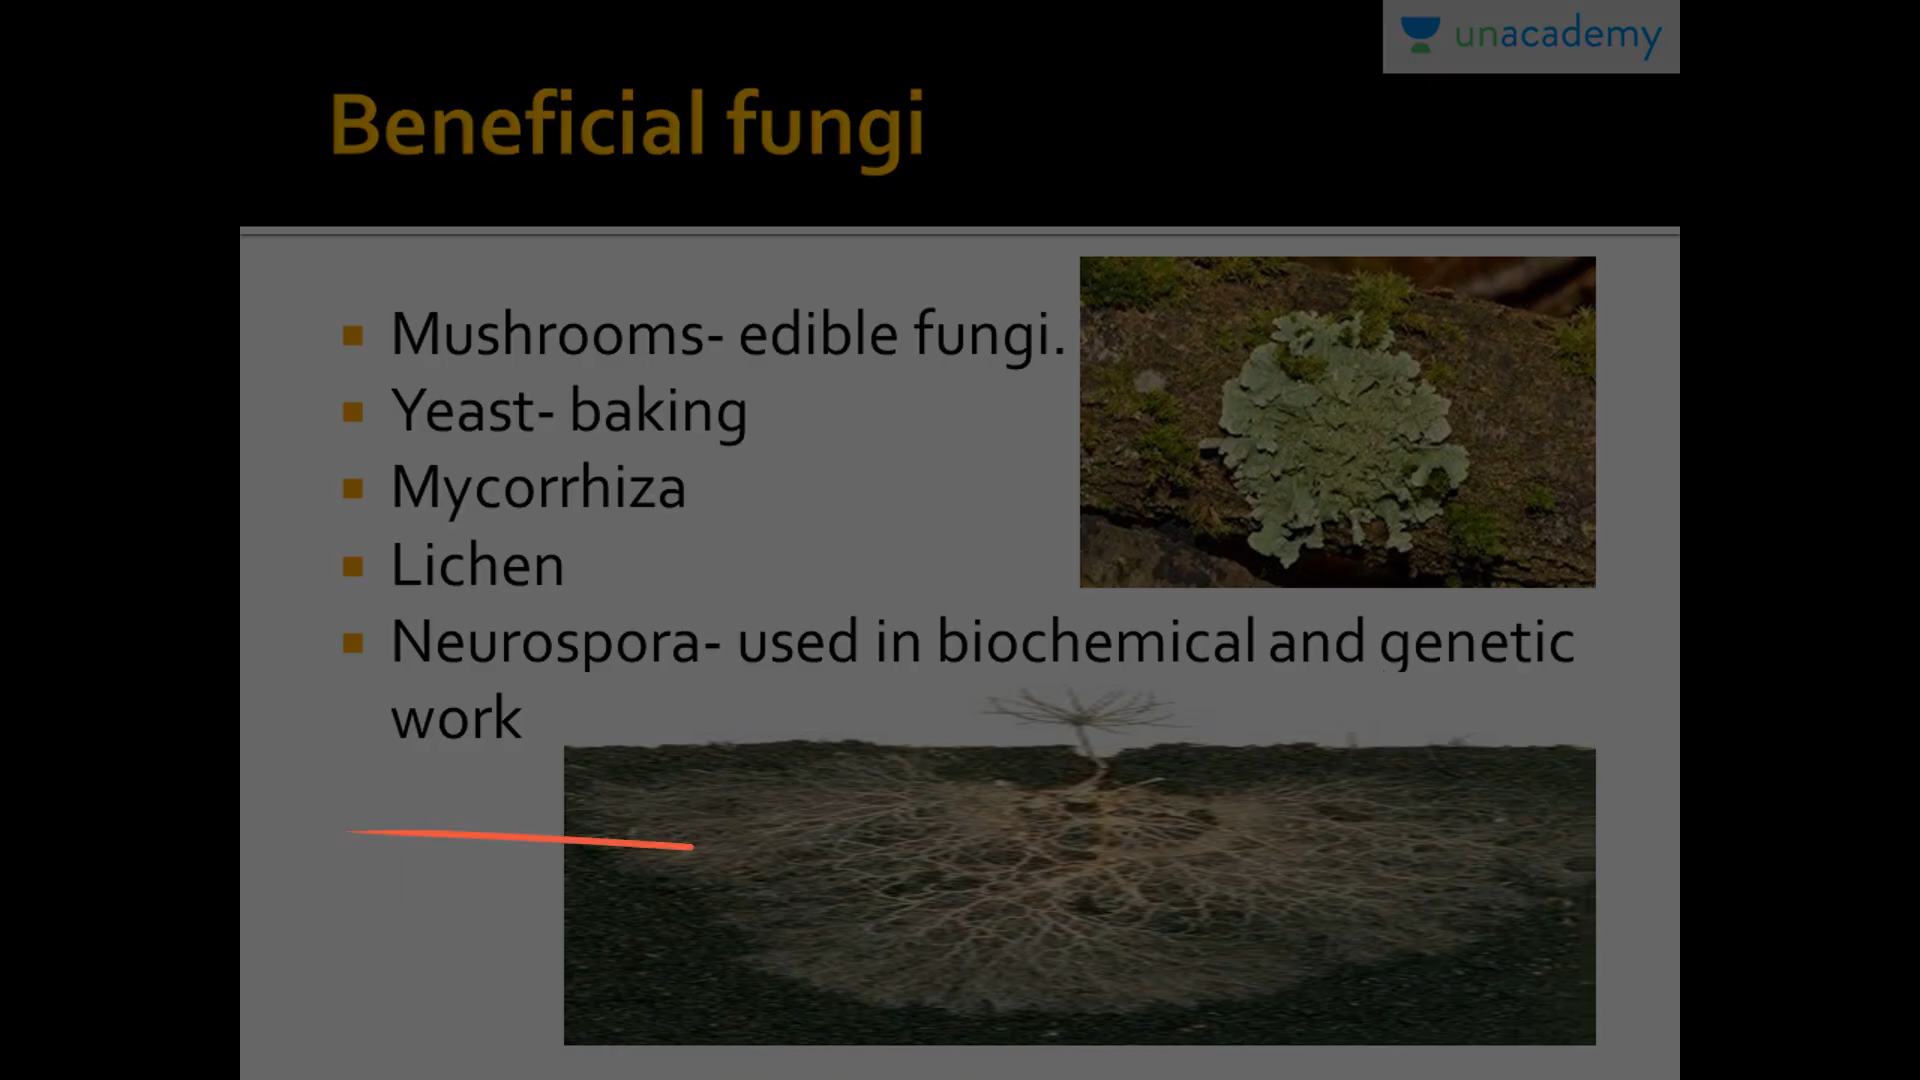 unacademy
Beneficial fungi
Mushrooms- edible fungi.
Yeast- baking
Mycorrhiza
Lichen
Neurospora- used in biochemical and genetic
work